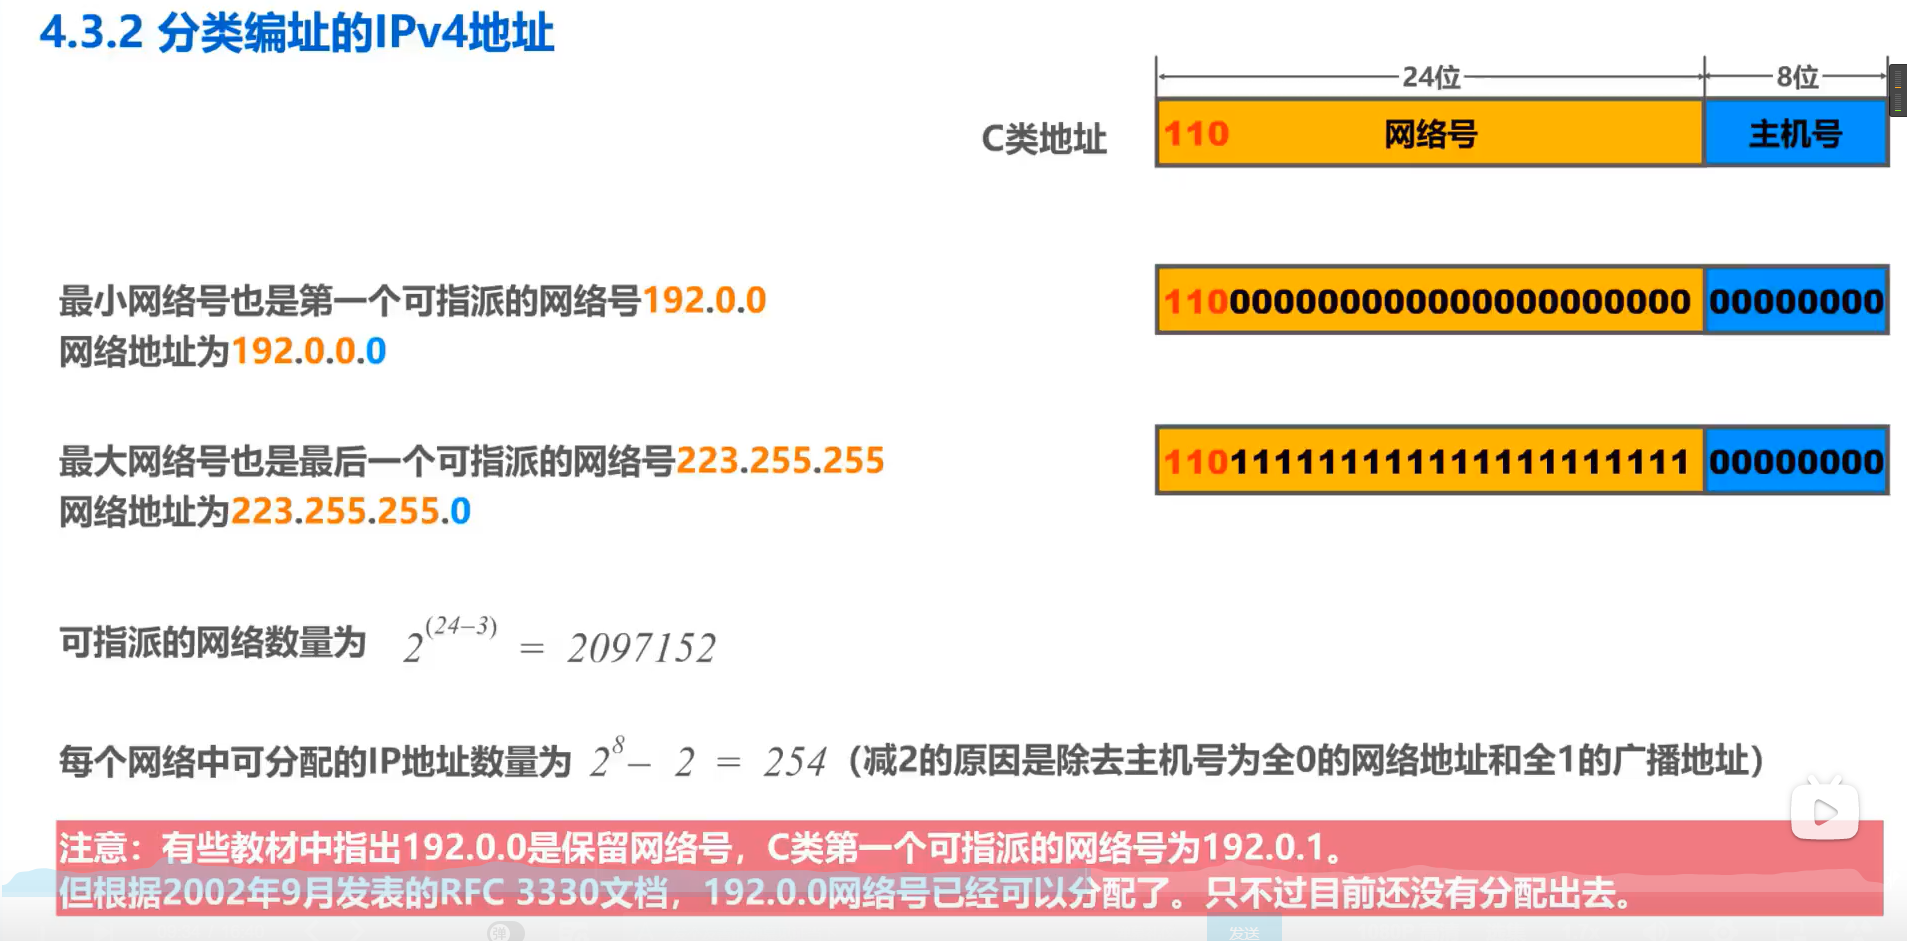 4.3.2 分类编址的IPv4地址
24位 8位
C类地址 110 网络号 主机号
最小网络号也是第一个可指派的网络号192.0.0
网络地址为192.0.0.0
110000000000000000000000 00000000
最大网络号也是最后一个可指派的网络号223.255.255
网络地址为223.255.255.0
110111111111111111111111 00000000
可指派的网络数量为 2^(24-3) = 2097152
每个网络中可分配的IP地址数量为 2^8 - 2 = 254（减2的原因是除去主机号为全0的网络地址和全1的广播地址）
注意：有些教材中指出192.0.0是保留网络号，C类第一个可指派的网络号为192.0.1。
但根据2002年9月发表的RFC 3330文档，192.0.0网络号已经可以分配了。只不过目前还没有分配出去。
弹 发送